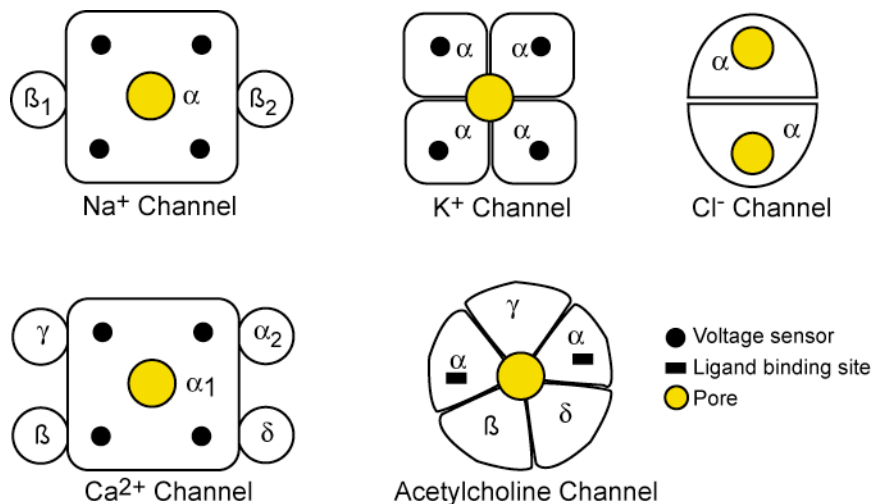 ß1 α ß2
Na+ Channel
α α
α α
K+ Channel
α
α
Cl- Channel
γ α2
α1
ß δ
Ca2+ Channel
γ
α α
ß δ
Acetylcholine Channel
Voltage sensor
Ligand binding site
Pore